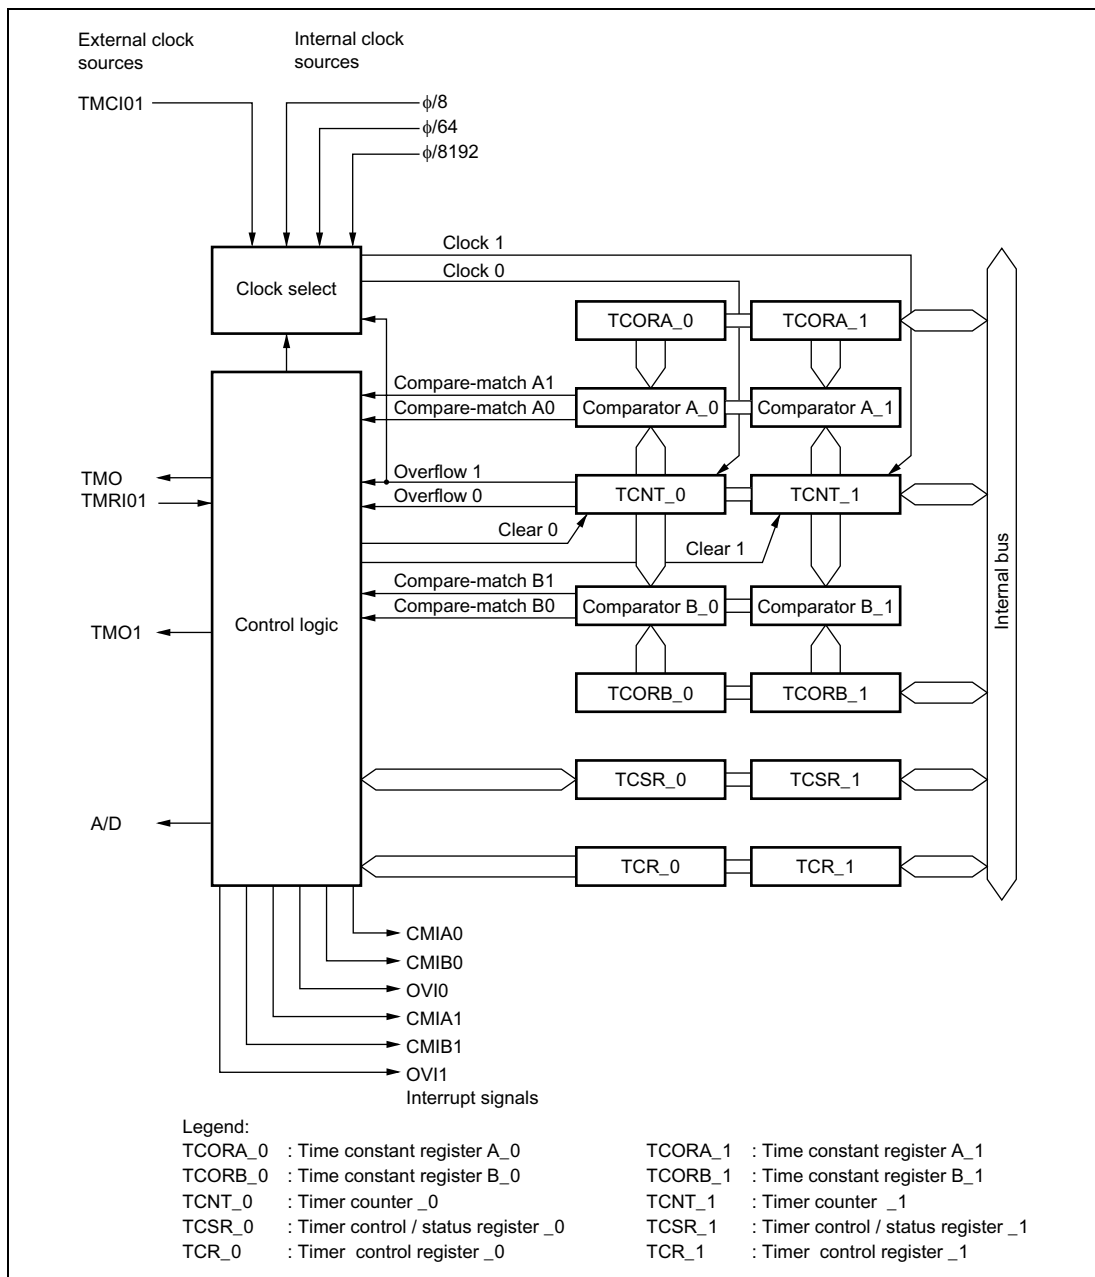 External clock sources
Internal clock sources
TMCI01
ϕ/8
ϕ/64
ϕ/8192
Clock 1
Clock 0
Clock select
TCORA_0
TCORA_1
Compare-match A1
Compare-match A0
Comparator A_0
Comparator A_1
TMO
TMRI01
Overflow 1
Overflow 0
TCNT_0
TCNT_1
Clear 0
Clear 1
Compare-match B1
Compare-match B0
Comparator B_0
Comparator B_1
Control logic
TMO1
TCORB_0
TCORB_1
TCSR_0
TCSR_1
A/D
TCR_0
TCR_1
Internal bus
CMIA0
CMIB0
OVI0
CMIA1
CMIB1
OVI1
Interrupt signals
Legend:
TCORA_0 : Time constant register A_0
TCORA_1 : Time constant register A_1
TCORB_0 : Time constant register B_0
TCORB_1 : Time constant register B_1
TCNT_0 : Timer counter _0
TCNT_1 : Timer counter _1
TCSR_0 : Timer control / status register _0
TCSR_1 : Timer control / status register _1
TCR_0 : Timer control register _0
TCR_1 : Timer control register _1